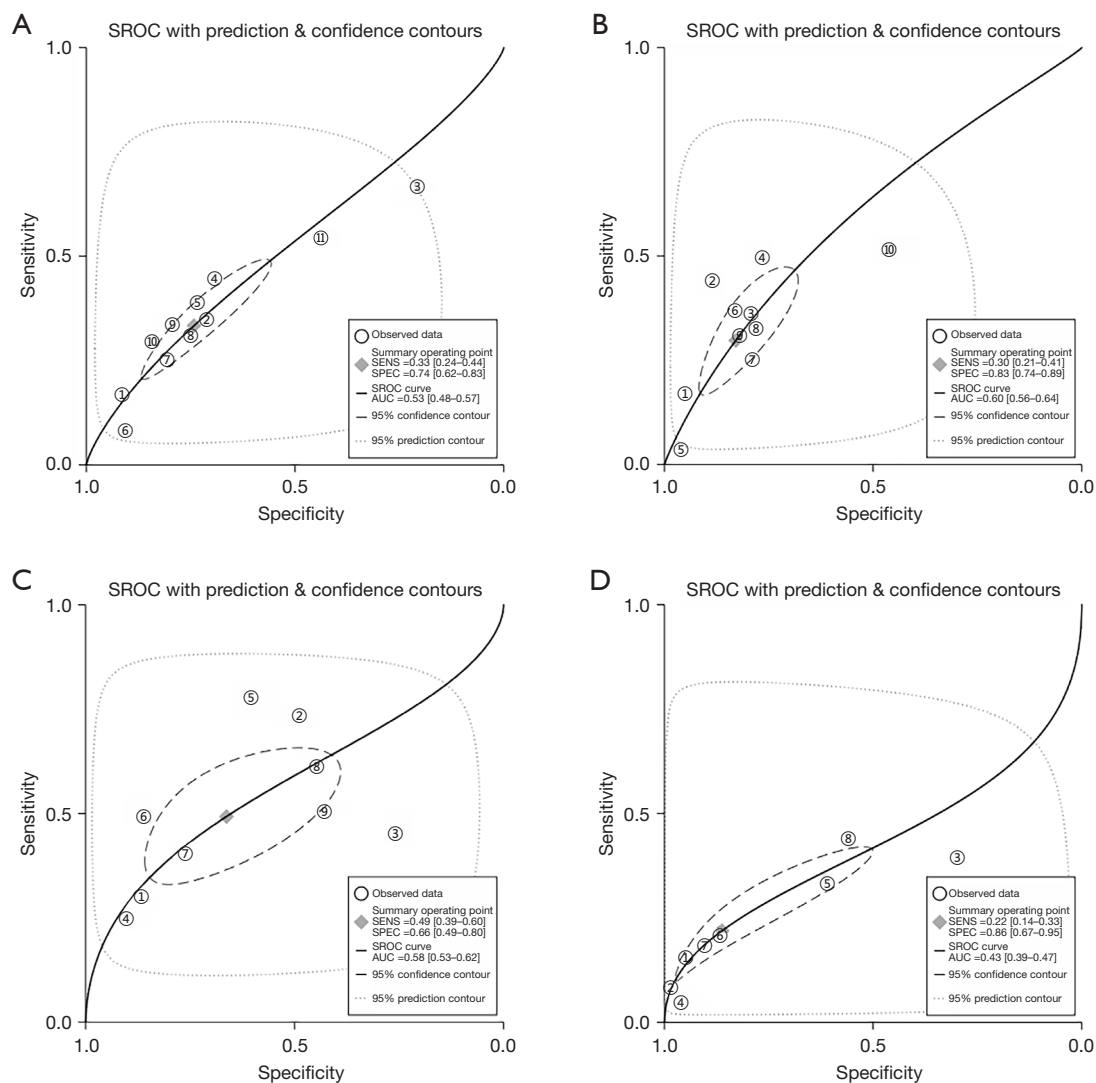 A
SROC with prediction & confidence contours
1.0
0.5
0.0
Sensitivity
1.0
0.5
0.0
Specificity
③
⑪
④
⑤
②
⑨
⑧
⑩
⑦
①
⑥
Observed data
Summary operating point
SENS =0.33 [0.24–0.44]
SPEC =0.74 [0.62–0.83]
SROC curve
AUC =0.53 [0.48–0.57]
95% confidence contour
95% prediction contour
B
SROC with prediction & confidence contours
1.0
0.5
0.0
Sensitivity
1.0
0.5
0.0
Specificity
④
⑩
②
⑥
③
⑧
⑨
⑦
①
⑤
Observed data
Summary operating point
SENS =0.30 [0.21–0.41]
SPEC =0.83 [0.74–0.89]
SROC curve
AUC =0.60 [0.56–0.64]
95% confidence contour
95% prediction contour
C
SROC with prediction & confidence contours
1.0
0.5
0.0
Sensitivity
1.0
0.5
0.0
Specificity
⑤
②
⑧
⑥
⑨
③
⑦
①
④
Observed data
Summary operating point
SENS =0.49 [0.39–0.60]
SPEC =0.66 [0.49–0.80]
SROC curve
AUC =0.58 [0.53–0.62]
95% confidence contour
95% prediction contour
D
SROC with prediction & confidence contours
1.0
0.5
0.0
Sensitivity
1.0
0.5
0.0
Specificity
⑧
③
⑤
⑥
⑦
①
②
④
Observed data
Summary operating point
SENS =0.22 [0.14–0.33]
SPEC =0.86 [0.67–0.95]
SROC curve
AUC =0.43 [0.39–0.47]
95% confidence contour
95% prediction contour